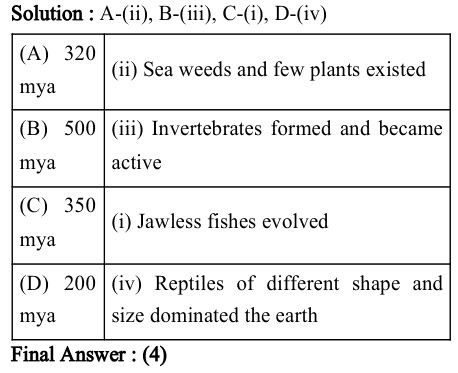 Solution : A-(ii), B-(iii), C-(i), D-(iv)
(A) 320
mya
(ii) Sea weeds and few plants existed
(B) 500
mya
(iii) Invertebrates formed and became
active
(C) 350
mya
(i) Jawless fishes evolved
(D) 200
mya
(iv) Reptiles of different shape and
size dominated the earth
Final Answer : (4)